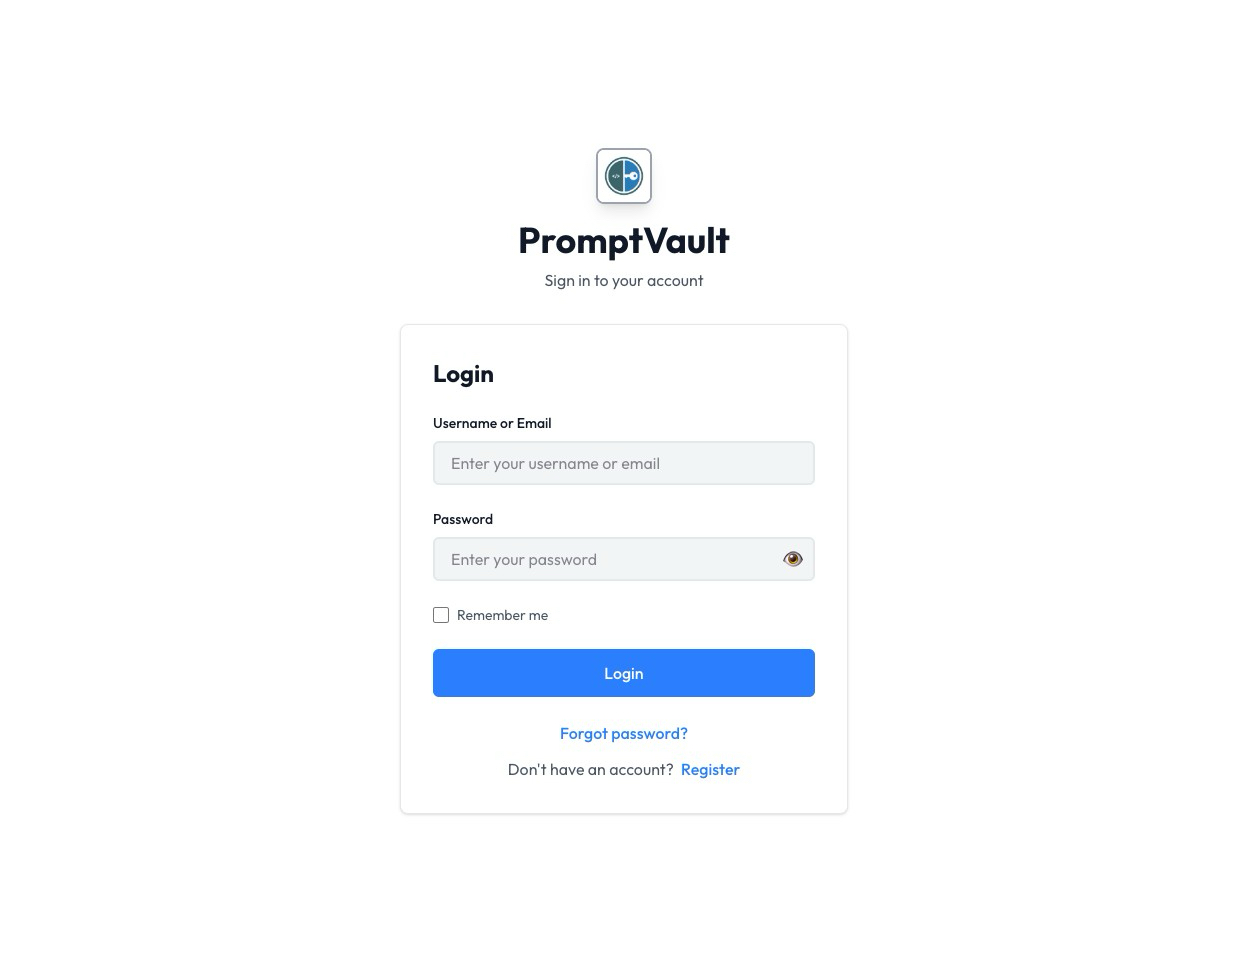 PromptVault
Sign in to your account
Login
Username or Email
Enter your username or email
Password
Enter your password
Remember me
Login
Forgot password?
Don't have an account? Register